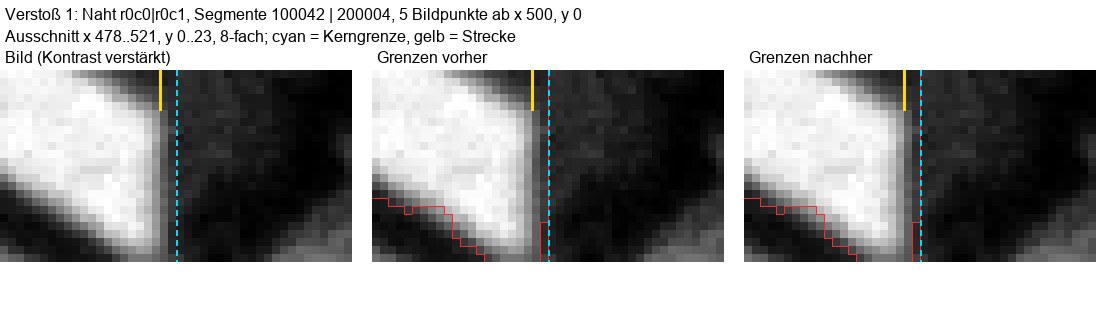 Verstoß 1: Naht r0c0|r0c1, Segmente 100042 | 200004, 5 Bildpunkte ab x 500, y 0
Ausschnitt x 478..521, y 0..23, 8-fach; cyan = Kerngrenze, gelb = Strecke
Bild (Kontrast verstärkt)
Grenzen vorher
Grenzen nachher